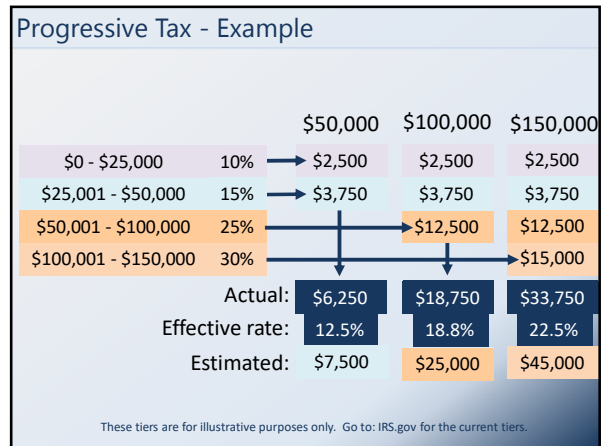 Progressive Tax - Example
$50,000 $100,000 $150,000
$0 - $25,000 10% $2,500 $2,500 $2,500
$25,001 - $50,000 15% $3,750 $3,750 $3,750
$50,001 - $100,000 25% $12,500 $12,500
$100,001 - $150,000 30% $15,000
Actual: $6,250 $18,750 $33,750
Effective rate: 12.5% 18.8% 22.5%
Estimated: $7,500 $25,000 $45,000
These tiers are for illustrative purposes only. Go to: IRS.gov for the current tiers.